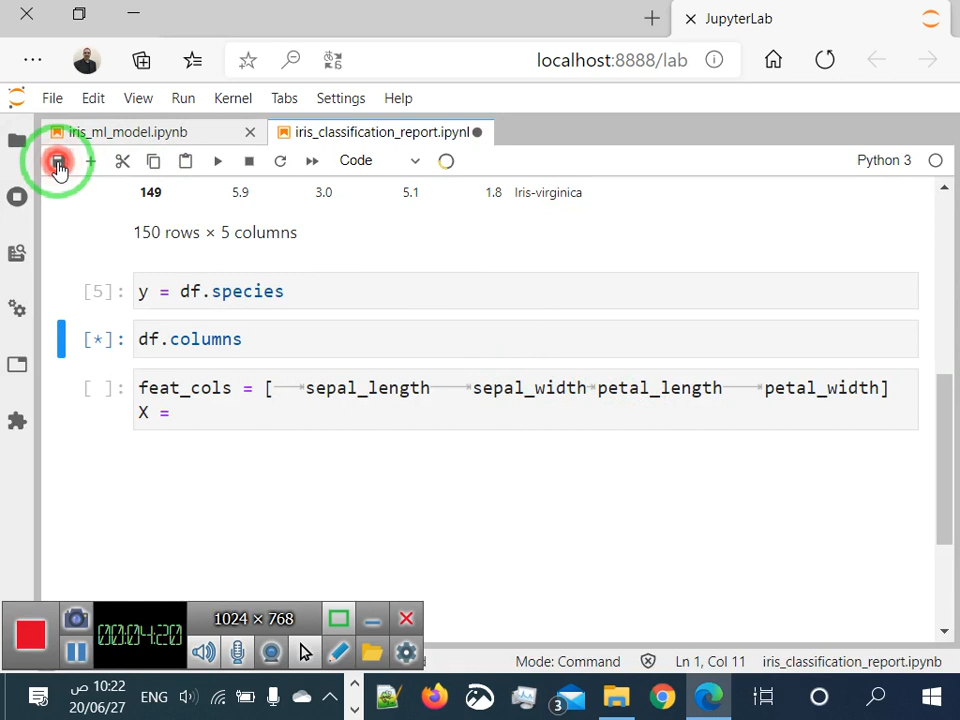 JupyterLab
localhost:8888/lab
File Edit View Run Kernel Tabs Settings Help
iris_ml_model.ipynb
iris_classification_report.ipynl
Code
Python 3
149 5.9 3.0 5.1 1.8 Iris-virginica
150 rows × 5 columns
[5]: y = df.species
[*]: df.columns
[ ]: feat_cols = [ sepal_length sepal_width petal_length petal_width]
X =
1024 × 768
00:04:20
Mode: Command
Ln 1, Col 11
iris_classification_report.ipynb
10:22 ص
20/06/27
ENG
3